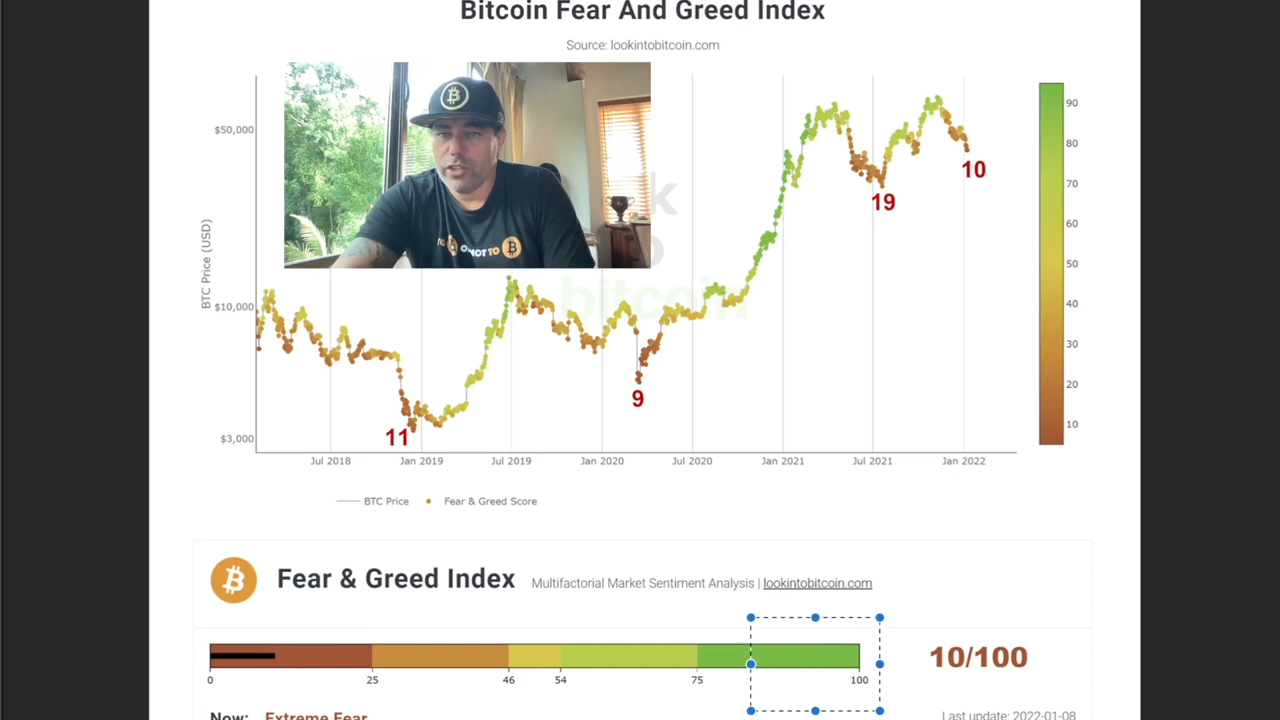 Bitcoin Fear And Greed Index
Source: lookintobitcoin.com
BTC Price (USD)
$50,000
$10,000
$3,000
O NOT TO
k
o
bitcoin
11
9
19
10
90
80
70
60
50
40
30
20
10
Jul 2018 Jan 2019 Jul 2019 Jan 2020 Jul 2020 Jan 2021 Jul 2021 Jan 2022
BTC Price Fear & Greed Score
Fear & Greed Index Multifactorial Market Sentiment Analysis | lookintobitcoin.com
10/100
0 25 46 54 75 100
Now: Extreme Fear Last update: 2022-01-08